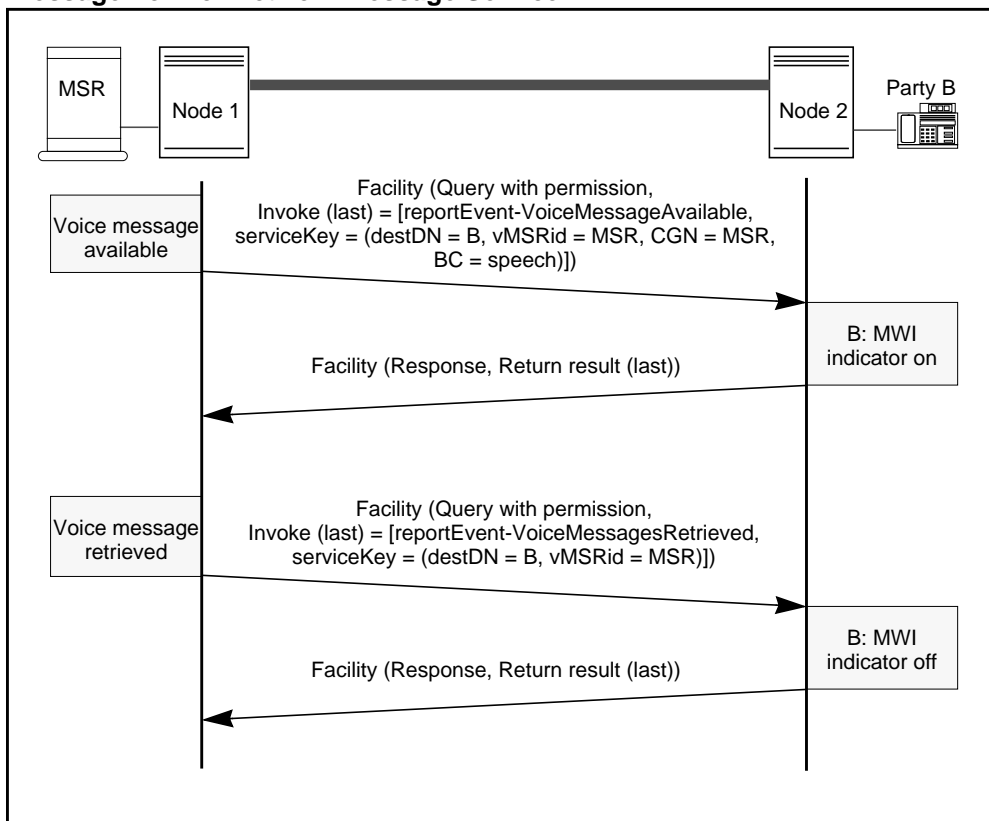 MSR
Node 1
Node 2
Party B
Voice message
available
Facility (Query with permission,
Invoke (last) = [reportEvent-VoiceMessageAvailable,
serviceKey = (destDN = B, vMSRid = MSR, CGN = MSR,
BC = speech)])
B: MWI
indicator on
Facility (Response, Return result (last))
Voice message
retrieved
Facility (Query with permission,
Invoke (last) = [reportEvent-VoiceMessagesRetrieved,
serviceKey = (destDN = B, vMSRid = MSR)])
B: MWI
indicator off
Facility (Response, Return result (last))